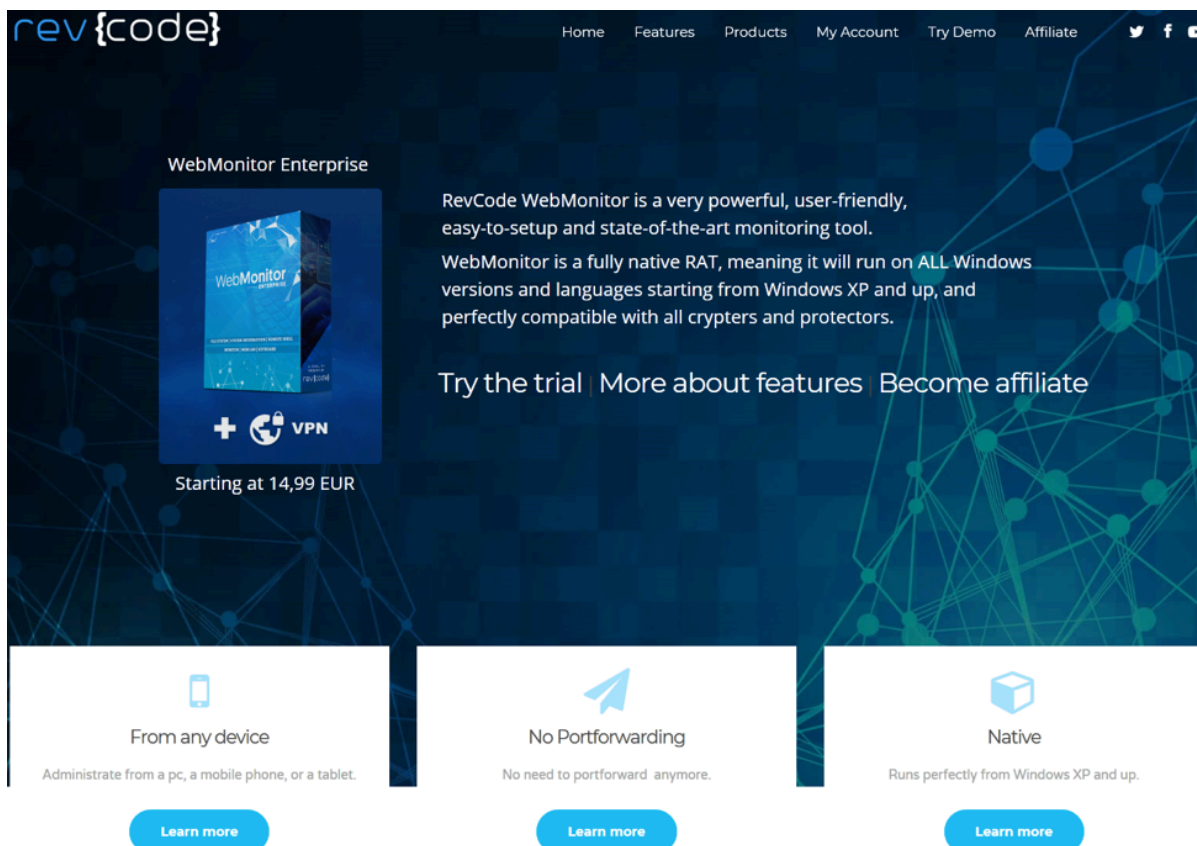 rev{code}
Home Features Products My Account Try Demo Affiliate
WebMonitor Enterprise
WebMonitor
ENTERPRISE
revcode
+ VPN
Starting at 14,99 EUR
RevCode WebMonitor is a very powerful, user-friendly,
easy-to-setup and state-of-the-art monitoring tool.
WebMonitor is a fully native RAT, meaning it will run on ALL Windows
versions and languages starting from Windows XP and up, and
perfectly compatible with all crypters and protectors.
Try the trial | More about features | Become affiliate
From any device
Administrate from a pc, a mobile phone, or a tablet.
Learn more
No Portforwarding
No need to portforward anymore.
Learn more
Native
Runs perfectly from Windows XP and up.
Learn more